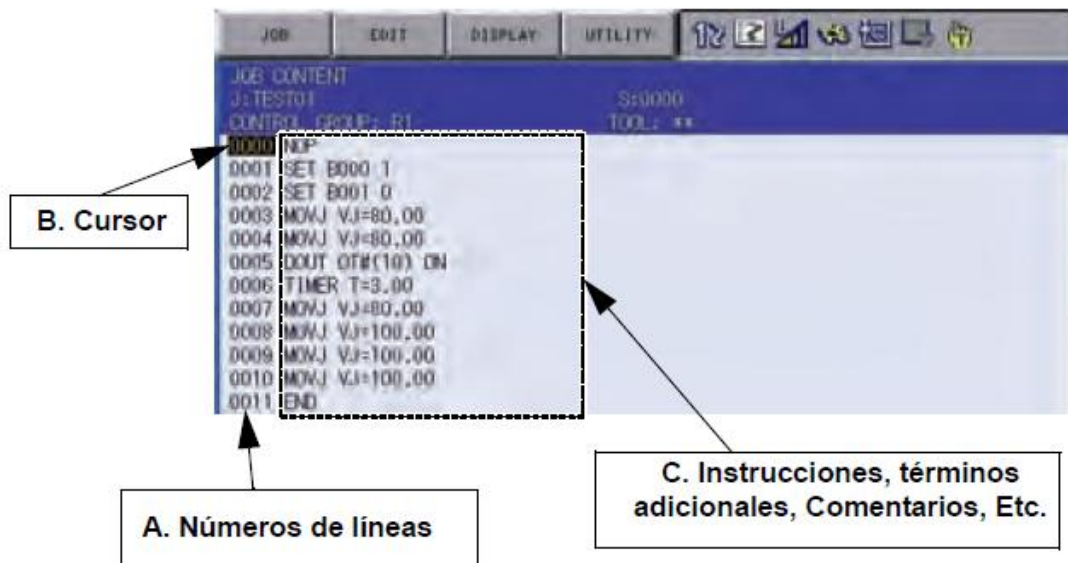 JOB EDIT DISPLAY UTILITY
JOB CONTENT
J:TEST01 S:0000
CONTROL GROUP: R1 TOOL: **
0000 NOP
0001 SET B000 1
0002 SET B001 0
0003 MOVJ VJ=80.00
0004 MOVJ VJ=80.00
0005 DOUT OT#(10) ON
0006 TIMER T=3.00
0007 MOVJ VJ=80.00
0008 MOVJ VJ=100.00
0009 MOVJ VJ=100.00
0010 MOVJ VJ=100.00
0011 END
B. Cursor
A. Números de líneas
C. Instrucciones, términos
adicionales, Comentarios, Etc.